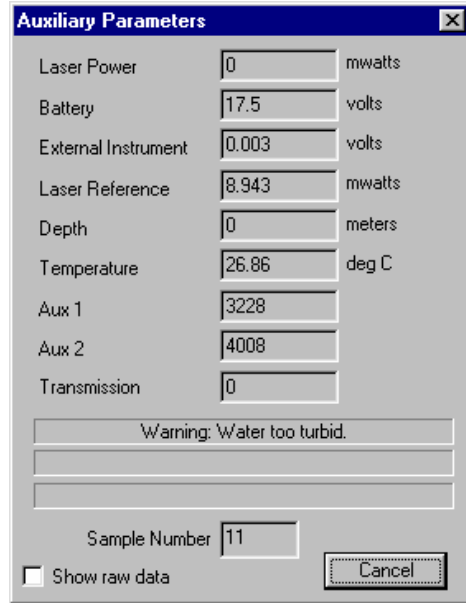 Auxiliary Parameters
Laser Power 0 mwatts
Battery 17.5 volts
External Instrument 0.003 volts
Laser Reference 8.943 mwatts
Depth 0 meters
Temperature 26.86 deg C
Aux 1 3228
Aux 2 4008
Transmission 0
Warning: Water too turbid.
Sample Number 11
Show raw data Cancel